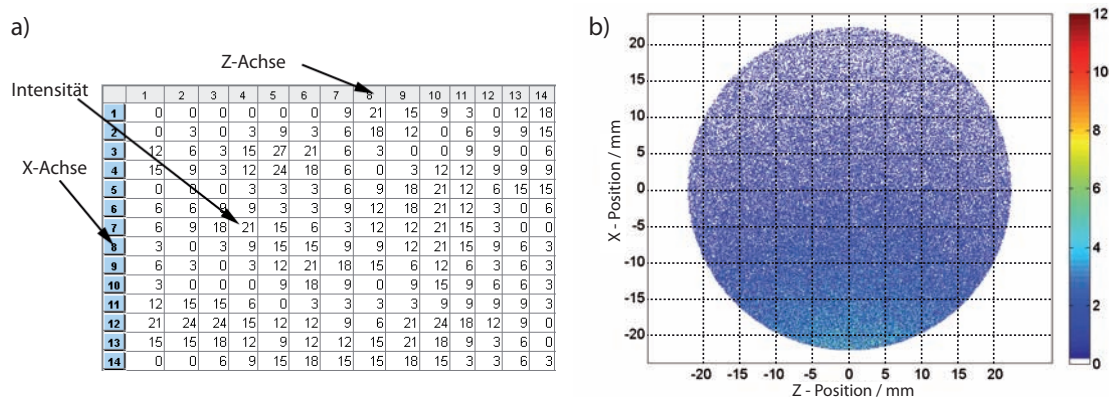 a)
Z-Achse
Intensität
X-Achse
1 2 3 4 5 6 7 8 9 10 11 12 13 14
1 0 0 0 0 0 0 9 21 15 9 3 0 12 18
2 0 3 0 3 9 3 6 18 12 0 6 9 9 15
3 12 6 3 15 27 21 6 3 0 0 9 9 0 6
4 15 9 3 12 24 18 6 0 3 12 12 9 9 9
5 0 0 0 3 3 3 6 9 18 21 12 6 15 15
6 6 6 9 3 3 9 12 18 21 12 3 0 6
7 6 9 18 21 15 6 3 12 12 21 15 3 0 0
8 3 0 3 9 15 15 9 9 12 21 15 9 6 3
9 6 3 0 3 12 21 18 15 6 12 6 3 6 3
10 3 0 0 0 9 18 9 0 9 15 9 6 6 3
11 12 15 15 6 0 3 3 3 3 9 9 9 9 3
12 21 24 24 15 12 12 9 6 21 24 18 12 9 0
13 15 15 18 12 9 12 12 15 21 18 9 3 6 0
14 0 0 6 9 15 18 15 15 18 15 3 3 6 3
b)
X - Position / mm
20
15
10
5
0
-5
-10
-15
-20
-20 -15 -10 -5 0 5 10 15 20
Z - Position / mm
12
10
8
6
4
2
0